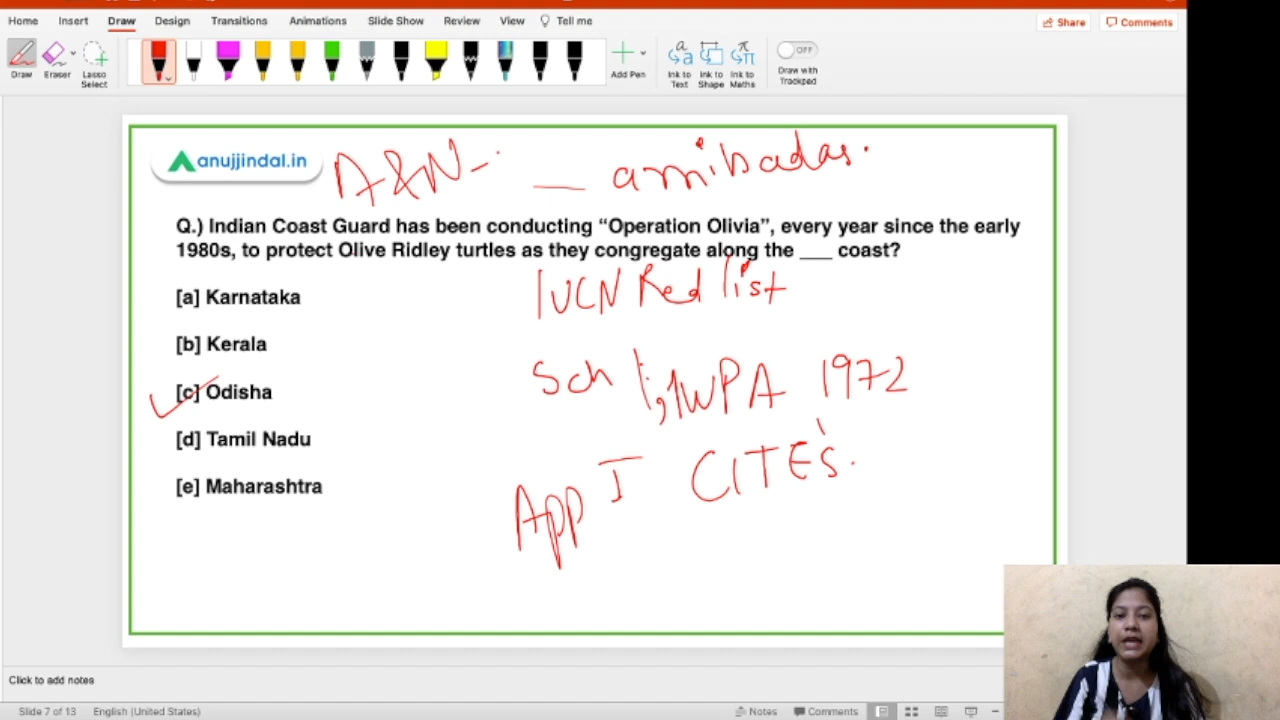 Home Insert Draw Design Transitions Animations Slide Show Review View Tell me
Share Comments
Draw Eraser Lasso Select Add Pen Ink to Text Ink to Shape Ink to Maths Draw with Trackpad
OFF
anujjindal.in
A&N - _ arribadas.
Q.) Indian Coast Guard has been conducting “Operation Olivia”, every year since the early
1980s, to protect Olive Ridley turtles as they congregate along the ___ coast?
IUCN Red list
[a] Karnataka
[b] Kerala
Sch I, WPA 1972
[c] Odisha
[d] Tamil Nadu
App I CITE's.
[e] Maharashtra
Click to add notes
Slide 7 of 13 English (United States) Notes Comments